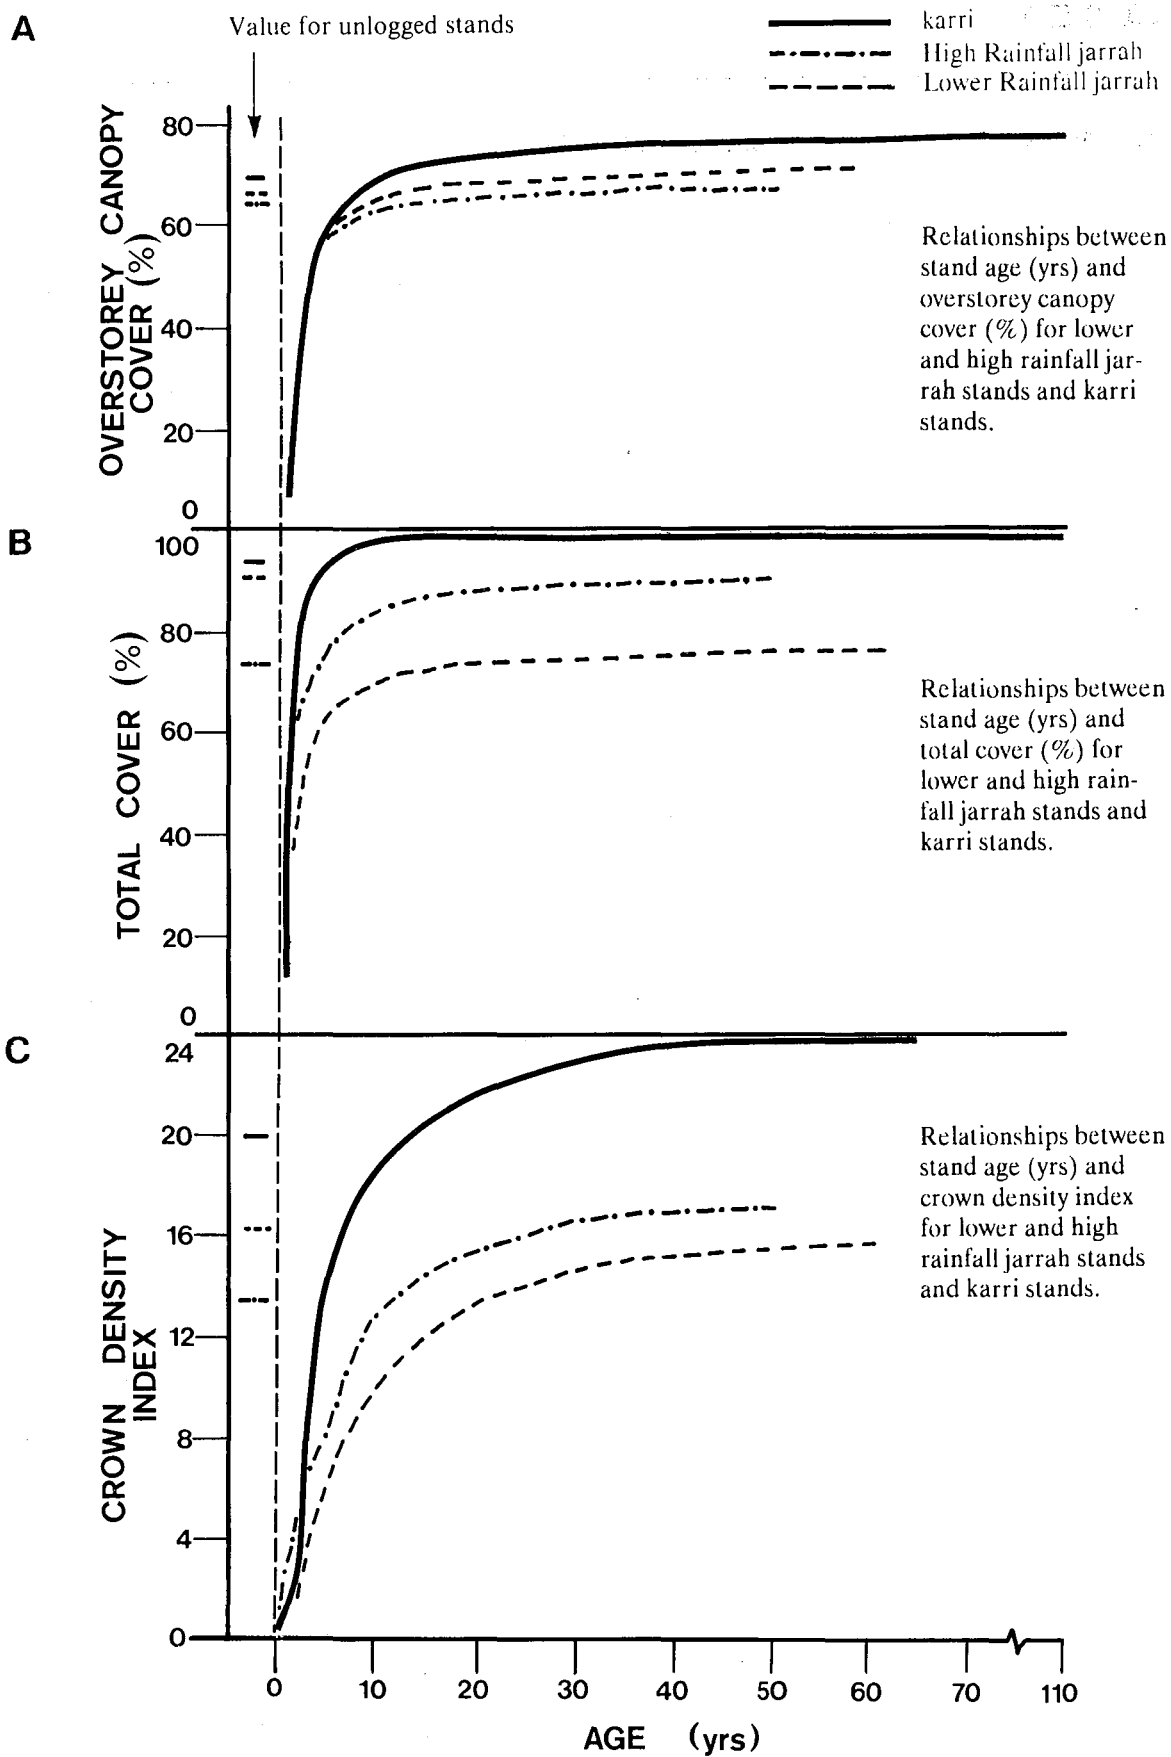 A
Value for unlogged stands
karri
High Rainfall jarrah
Lower Rainfall jarrah
OVERSTOREY CANOPY
COVER (%)
80
60
40
20
0
Relationships between
stand age (yrs) and
overstorey canopy
cover (%) for lower
and high rainfall jar-
rah stands and karri
stands.
B
TOTAL COVER (%)
100
80
60
40
20
0
Relationships between
stand age (yrs) and
total cover (%) for
lower and high rain-
fall jarrah stands and
karri stands.
C
CROWN DENSITY
INDEX
24
20
16
12
8
4
0
Relationships between
stand age (yrs) and
crown density index
for lower and high
rainfall jarrah stands
and karri stands.
0 10 20 30 40 50 60 70 110
AGE (yrs)